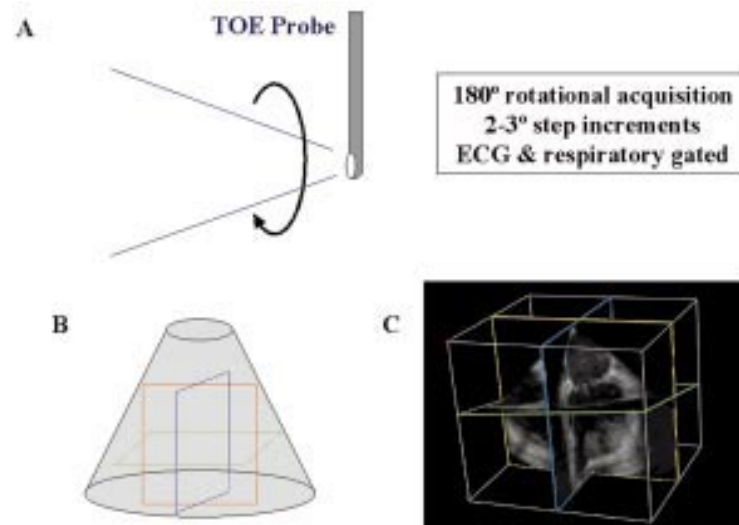 A
TOE Probe
180º rotational acquisition
2-3º step increments
ECG & respiratory gated
B
C